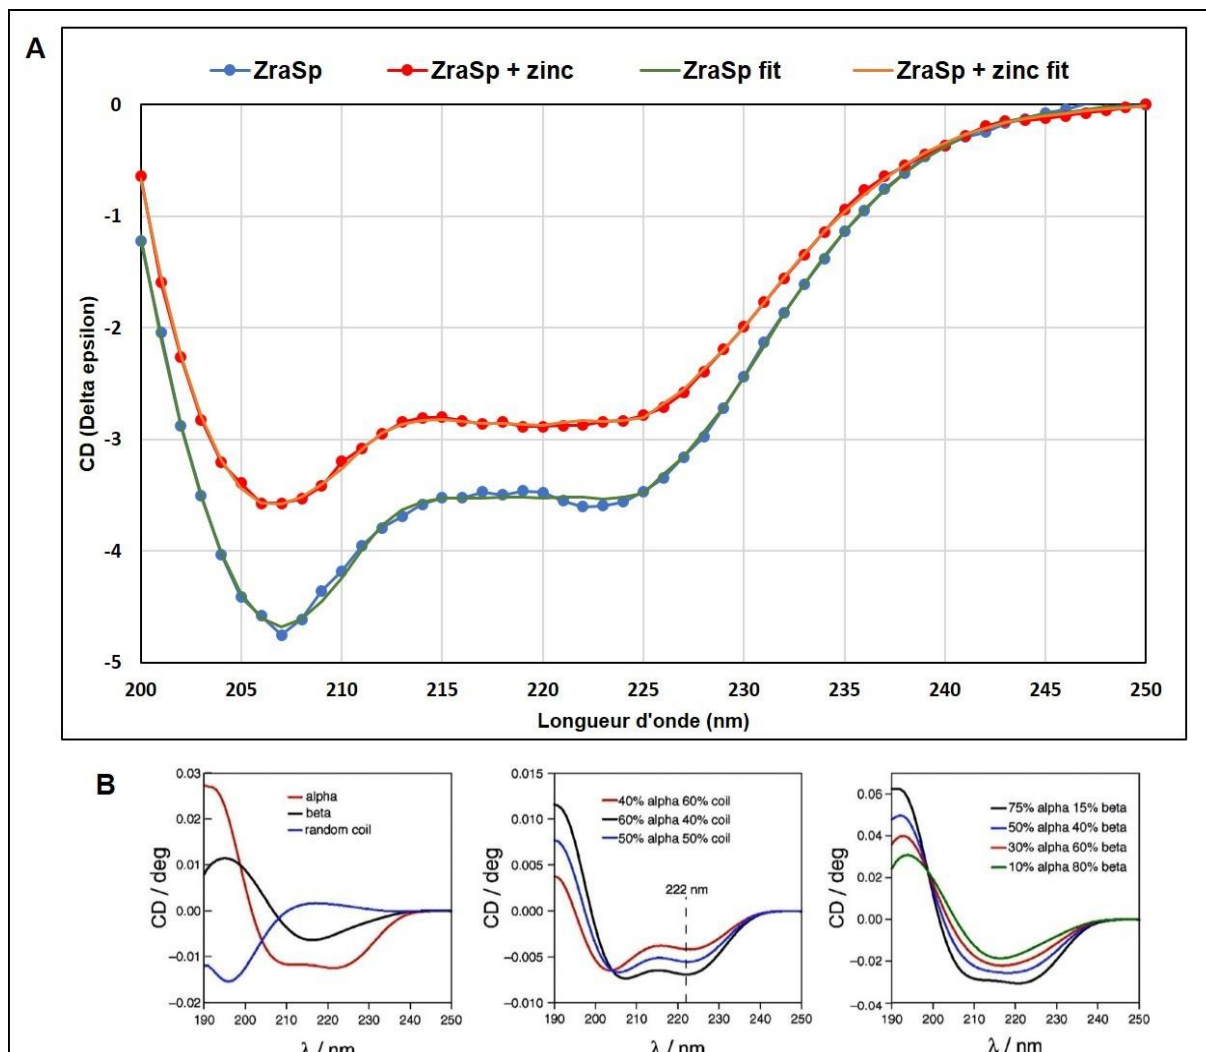 A
ZraSp ZraSp + zinc ZraSp fit ZraSp + zinc fit
0
-1
-2
-3
-4
-5
CD (Delta epsilon)
200 205 210 215 220 225 230 235 240 245 250
Longueur d'onde (nm)
B
0.03
0.02
0.01
0.00
−0.01
−0.02
CD / deg
alpha
beta
random coil
190 200 210 220 230 240 250
λ / nm
0.015
0.010
0.005
0.000
−0.005
−0.010
CD / deg
40% alpha 60% coil
60% alpha 40% coil
50% alpha 50% coil
222 nm
190 200 210 220 230 240 250
λ / nm
0.06
0.04
0.02
0.00
−0.02
−0.04
CD / deg
75% alpha 15% beta
50% alpha 40% beta
30% alpha 60% beta
10% alpha 80% beta
190 200 210 220 230 240 250
λ / nm